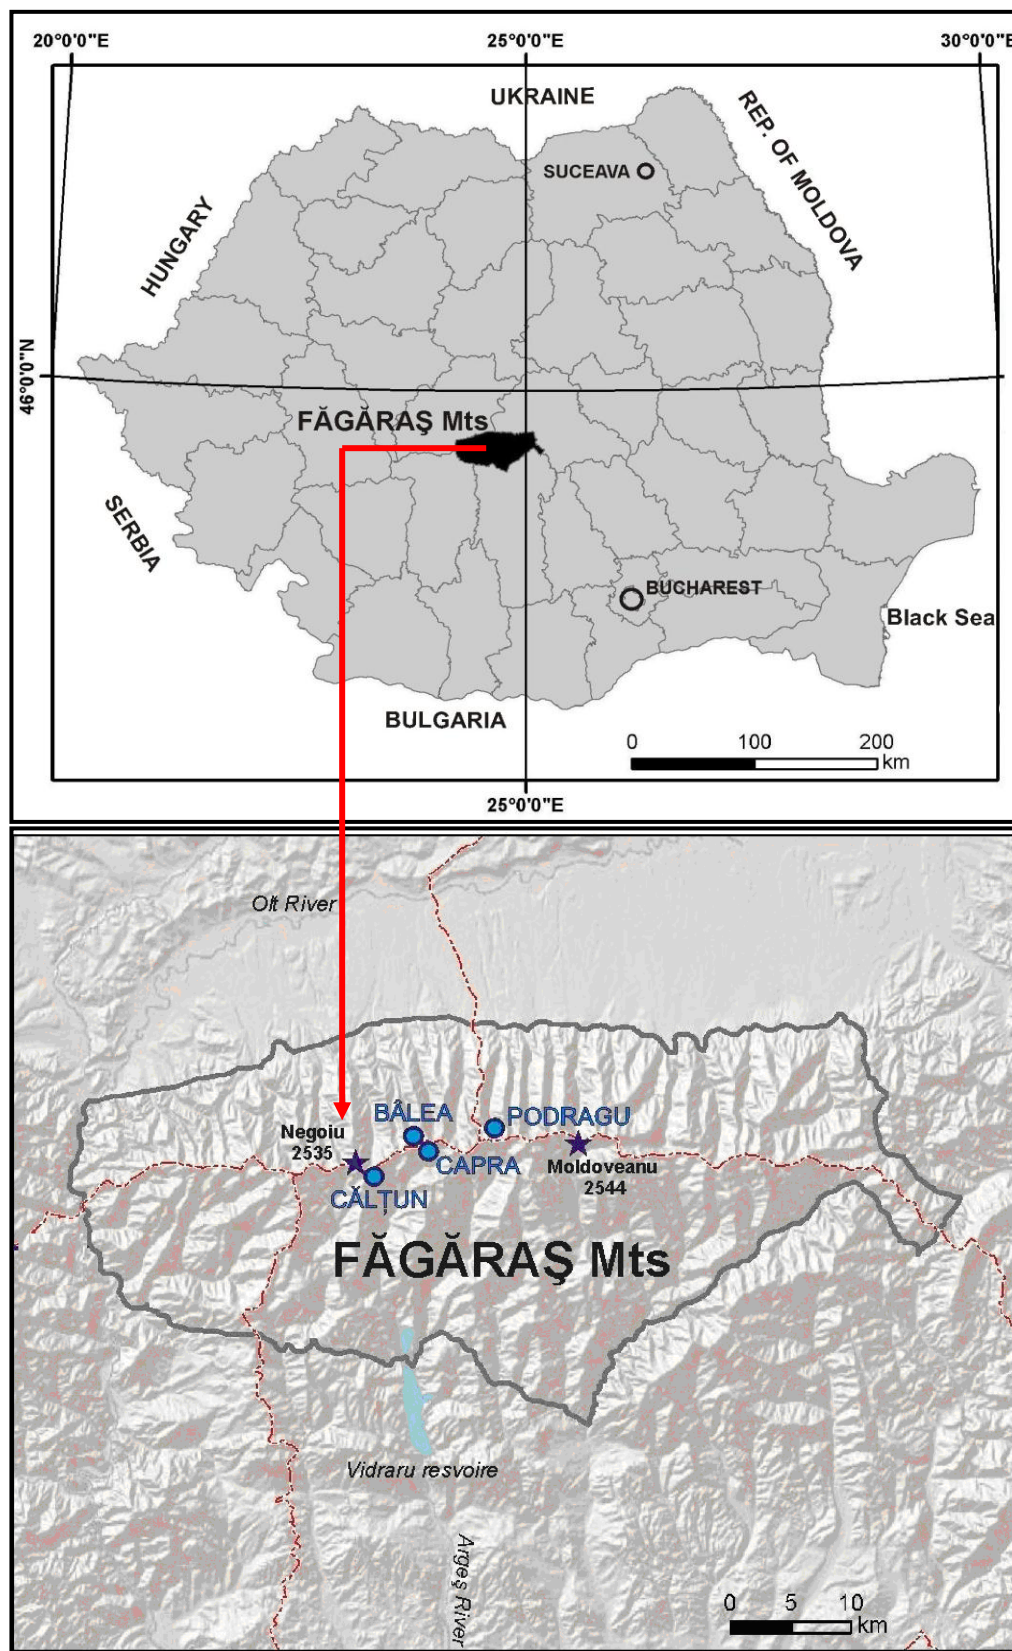 20°0'0"E 25°0'0"E 30°0'0"E
UKRAINE
REP. OF MOLDOVA
SUCEAVA
HUNGARY
46°0'0"N
FĂGĂRAŞ Mts
SERBIA
BUCHAREST
Black Sea
BULGARIA
0 100 200
km
25°0'0"E
Olt River
BÂLEA
PODRAGU
Negoiu
2535
CAPRA
Moldoveanu
2544
CĂLȚUN
FĂGĂRAŞ Mts
Vidraru resvoire
Argeş River
0 5 10
km